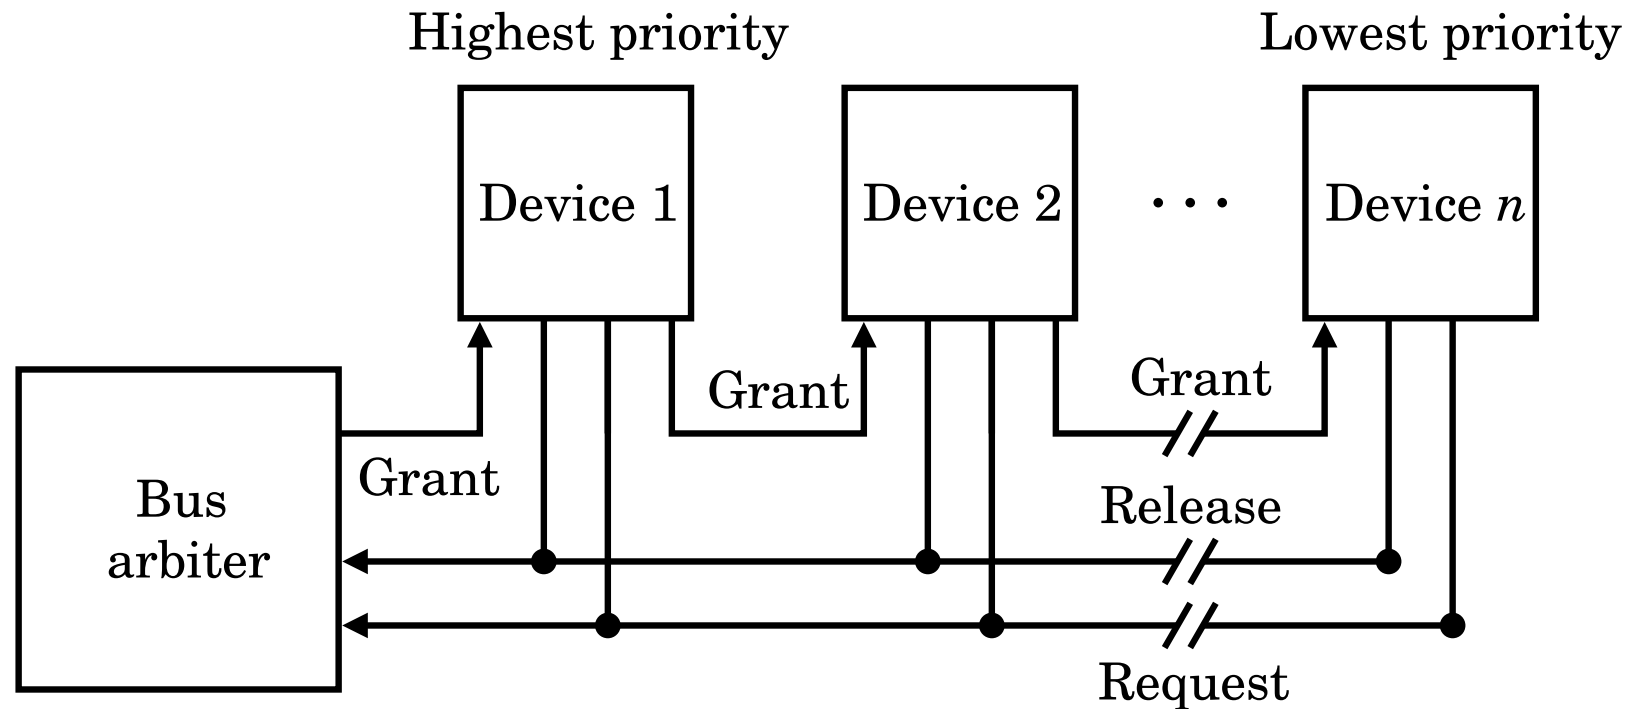 Highest priority
Lowest priority
Device 1
Device 2
. . .
Device n
Grant
Grant
Grant
Bus
arbiter
Release
Request